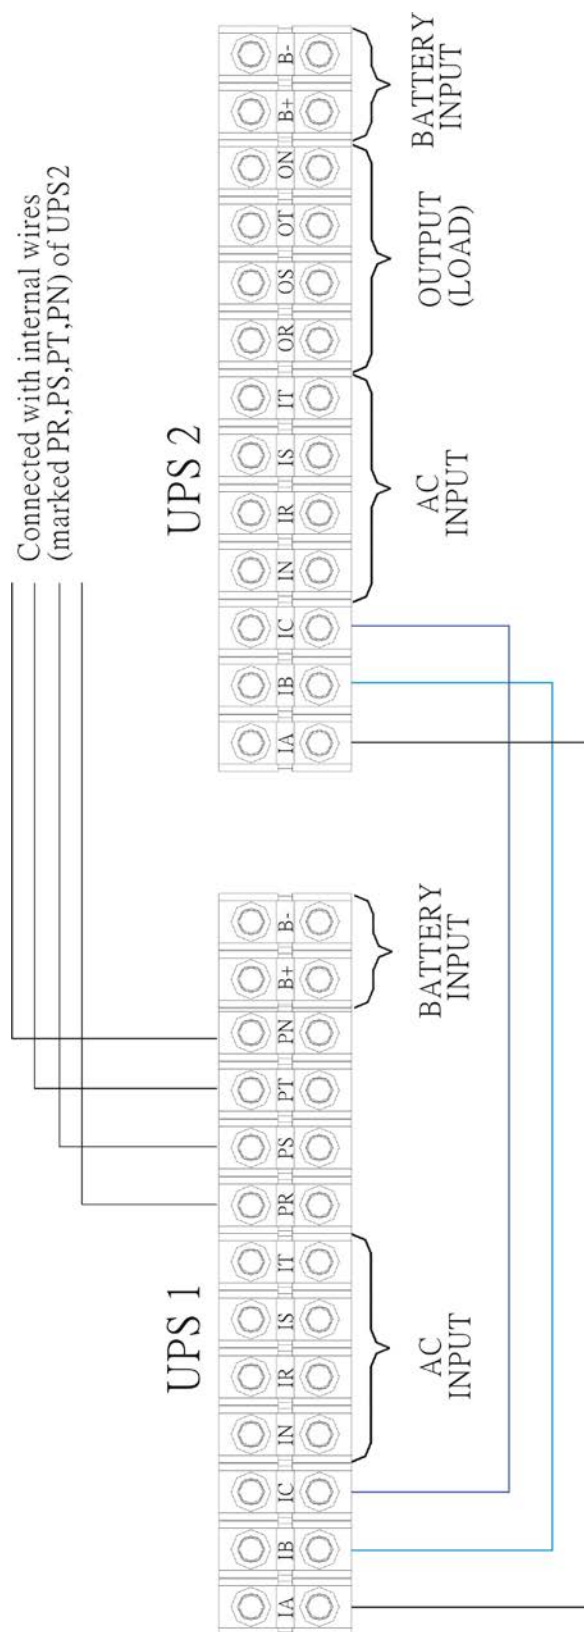 Connected with internal wires
(marked PR,PS,PT,PN) of UPS2
UPS 1
UPS 2
IA
IB
IC
IN
IR
IS
IT
PR
PS
PT
PN
B+
B-
IA
IB
IC
IN
IR
IS
IT
OR
OS
OT
ON
B+
B-
AC
INPUT
BATTERY
INPUT
AC
INPUT
OUTPUT
(LOAD)
BATTERY
INPUT